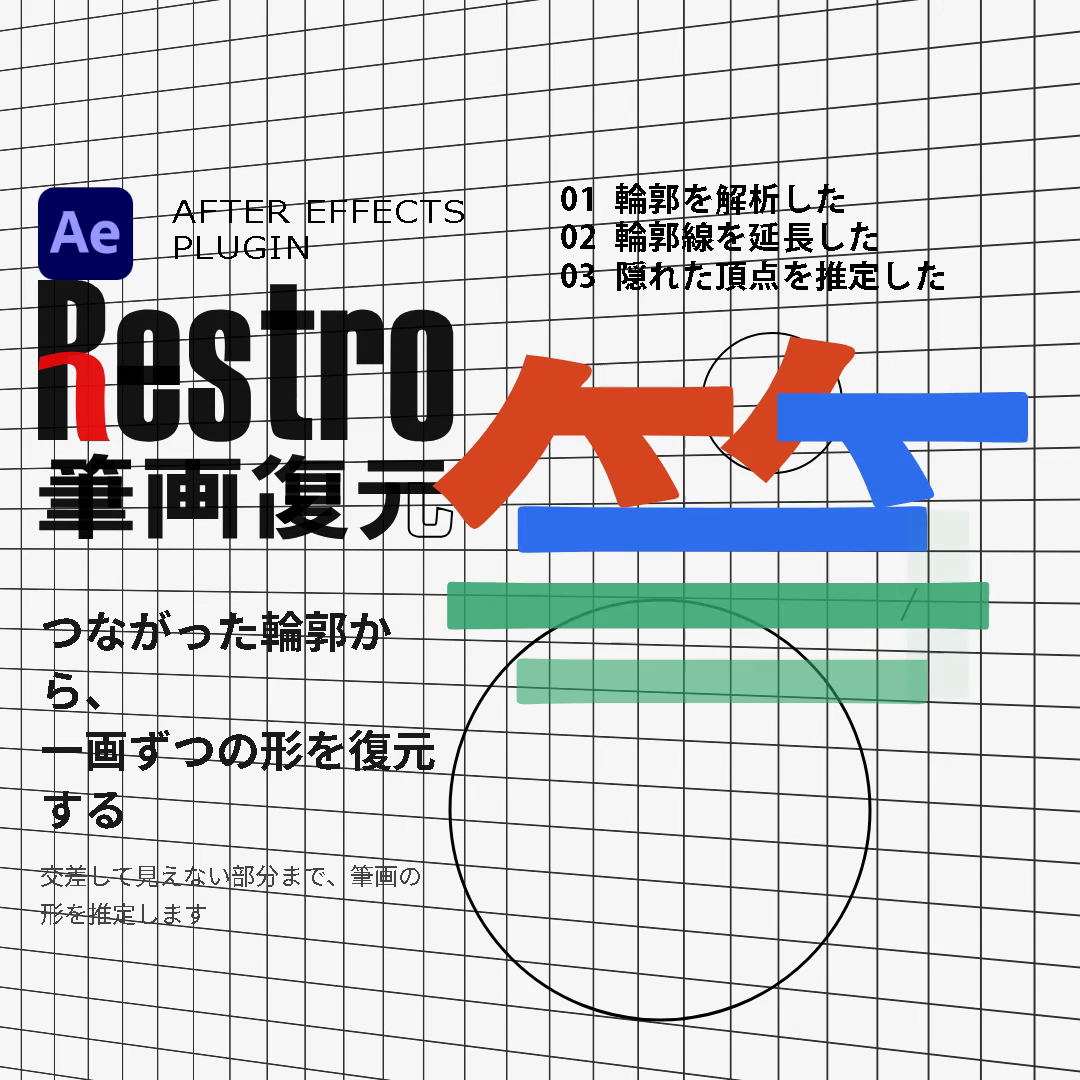 Ae
AFTER EFFECTS
PLUGIN
01 輪郭を解析した
02 輪郭線を延長した
03 隠れた頂点を推定した
Restro
筆画復元
つながった輪郭か
ら、
一画ずつの形を復元
する
交差して見えない部分まで、筆画の
形を推定します